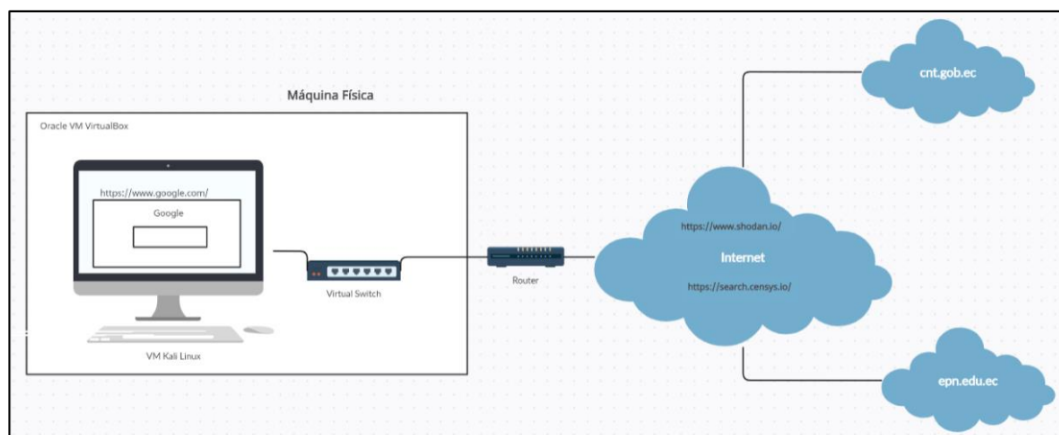 Máquina Física
Oracle VM VirtualBox
https://www.google.com/
Google
Virtual Switch
VM Kali Linux
Router
https://www.shodan.io/
Internet
https://search.censys.io/
cnt.gob.ec
epn.edu.ec